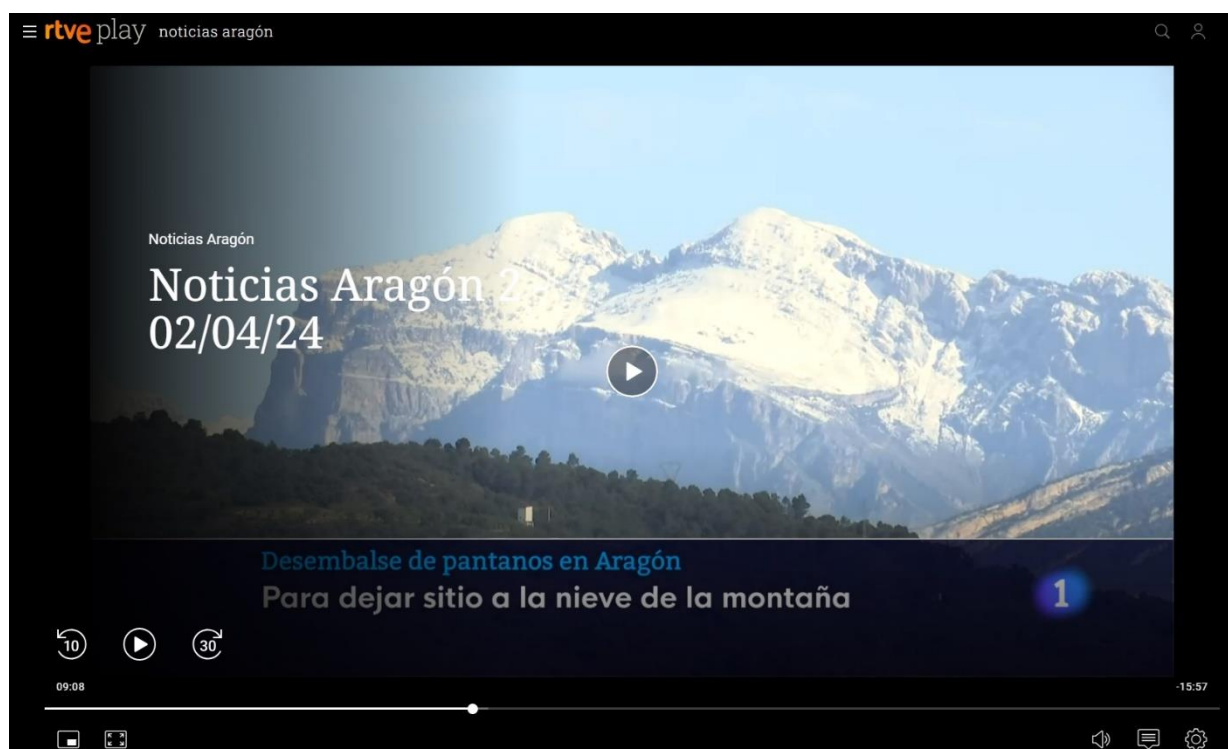 rtve play noticias aragón
Noticias Aragón
Noticias Aragón 2 -
02/04/24
Desembalse de pantanos en Aragón
Para dejar sitio a la nieve de la montaña
1
10
30
09:08
-15:57